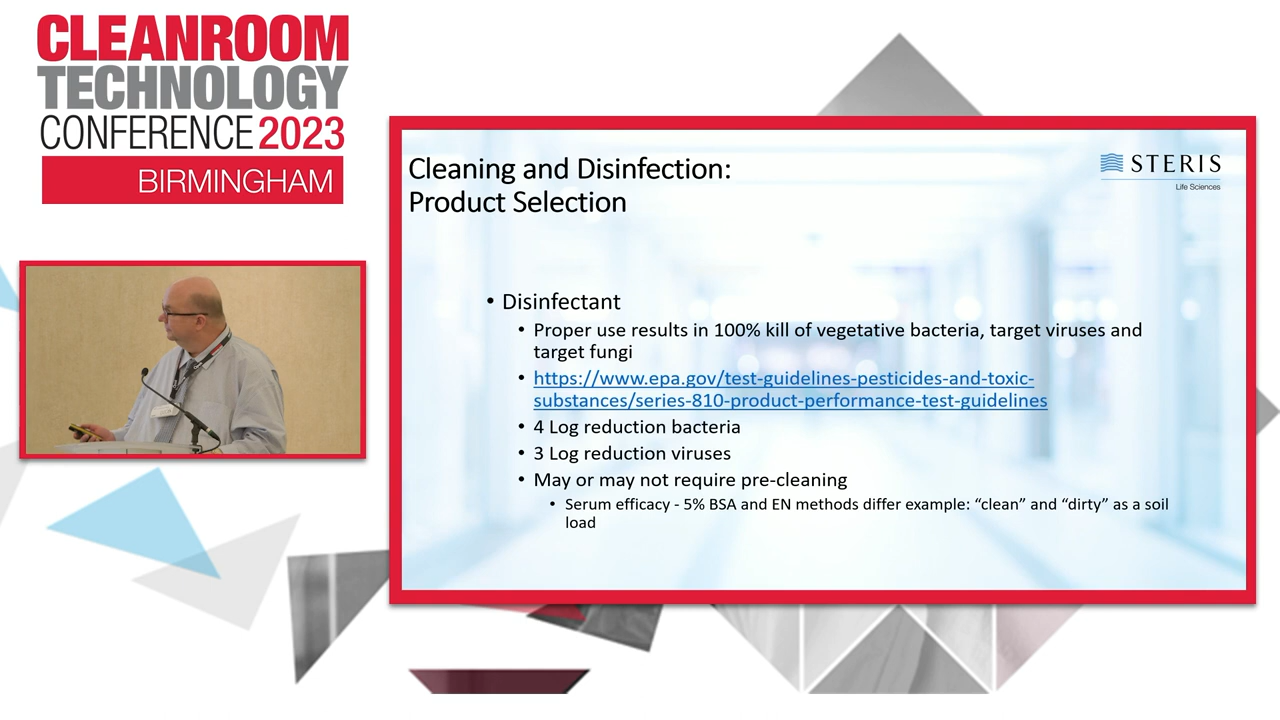 CLEANROOM
TECHNOLOGY
CONFERENCE 2023
BIRMINGHAM
Cleaning and Disinfection:
Product Selection
STERIS
Life Sciences
• Disinfectant
• Proper use results in 100% kill of vegetative bacteria, target viruses and
target fungi
• https://www.epa.gov/test-guidelines-pesticides-and-toxic-
substances/series-810-product-performance-test-guidelines
• 4 Log reduction bacteria
• 3 Log reduction viruses
• May or may not require pre-cleaning
• Serum efficacy - 5% BSA and EN methods differ example: “clean” and “dirty” as a soil
load